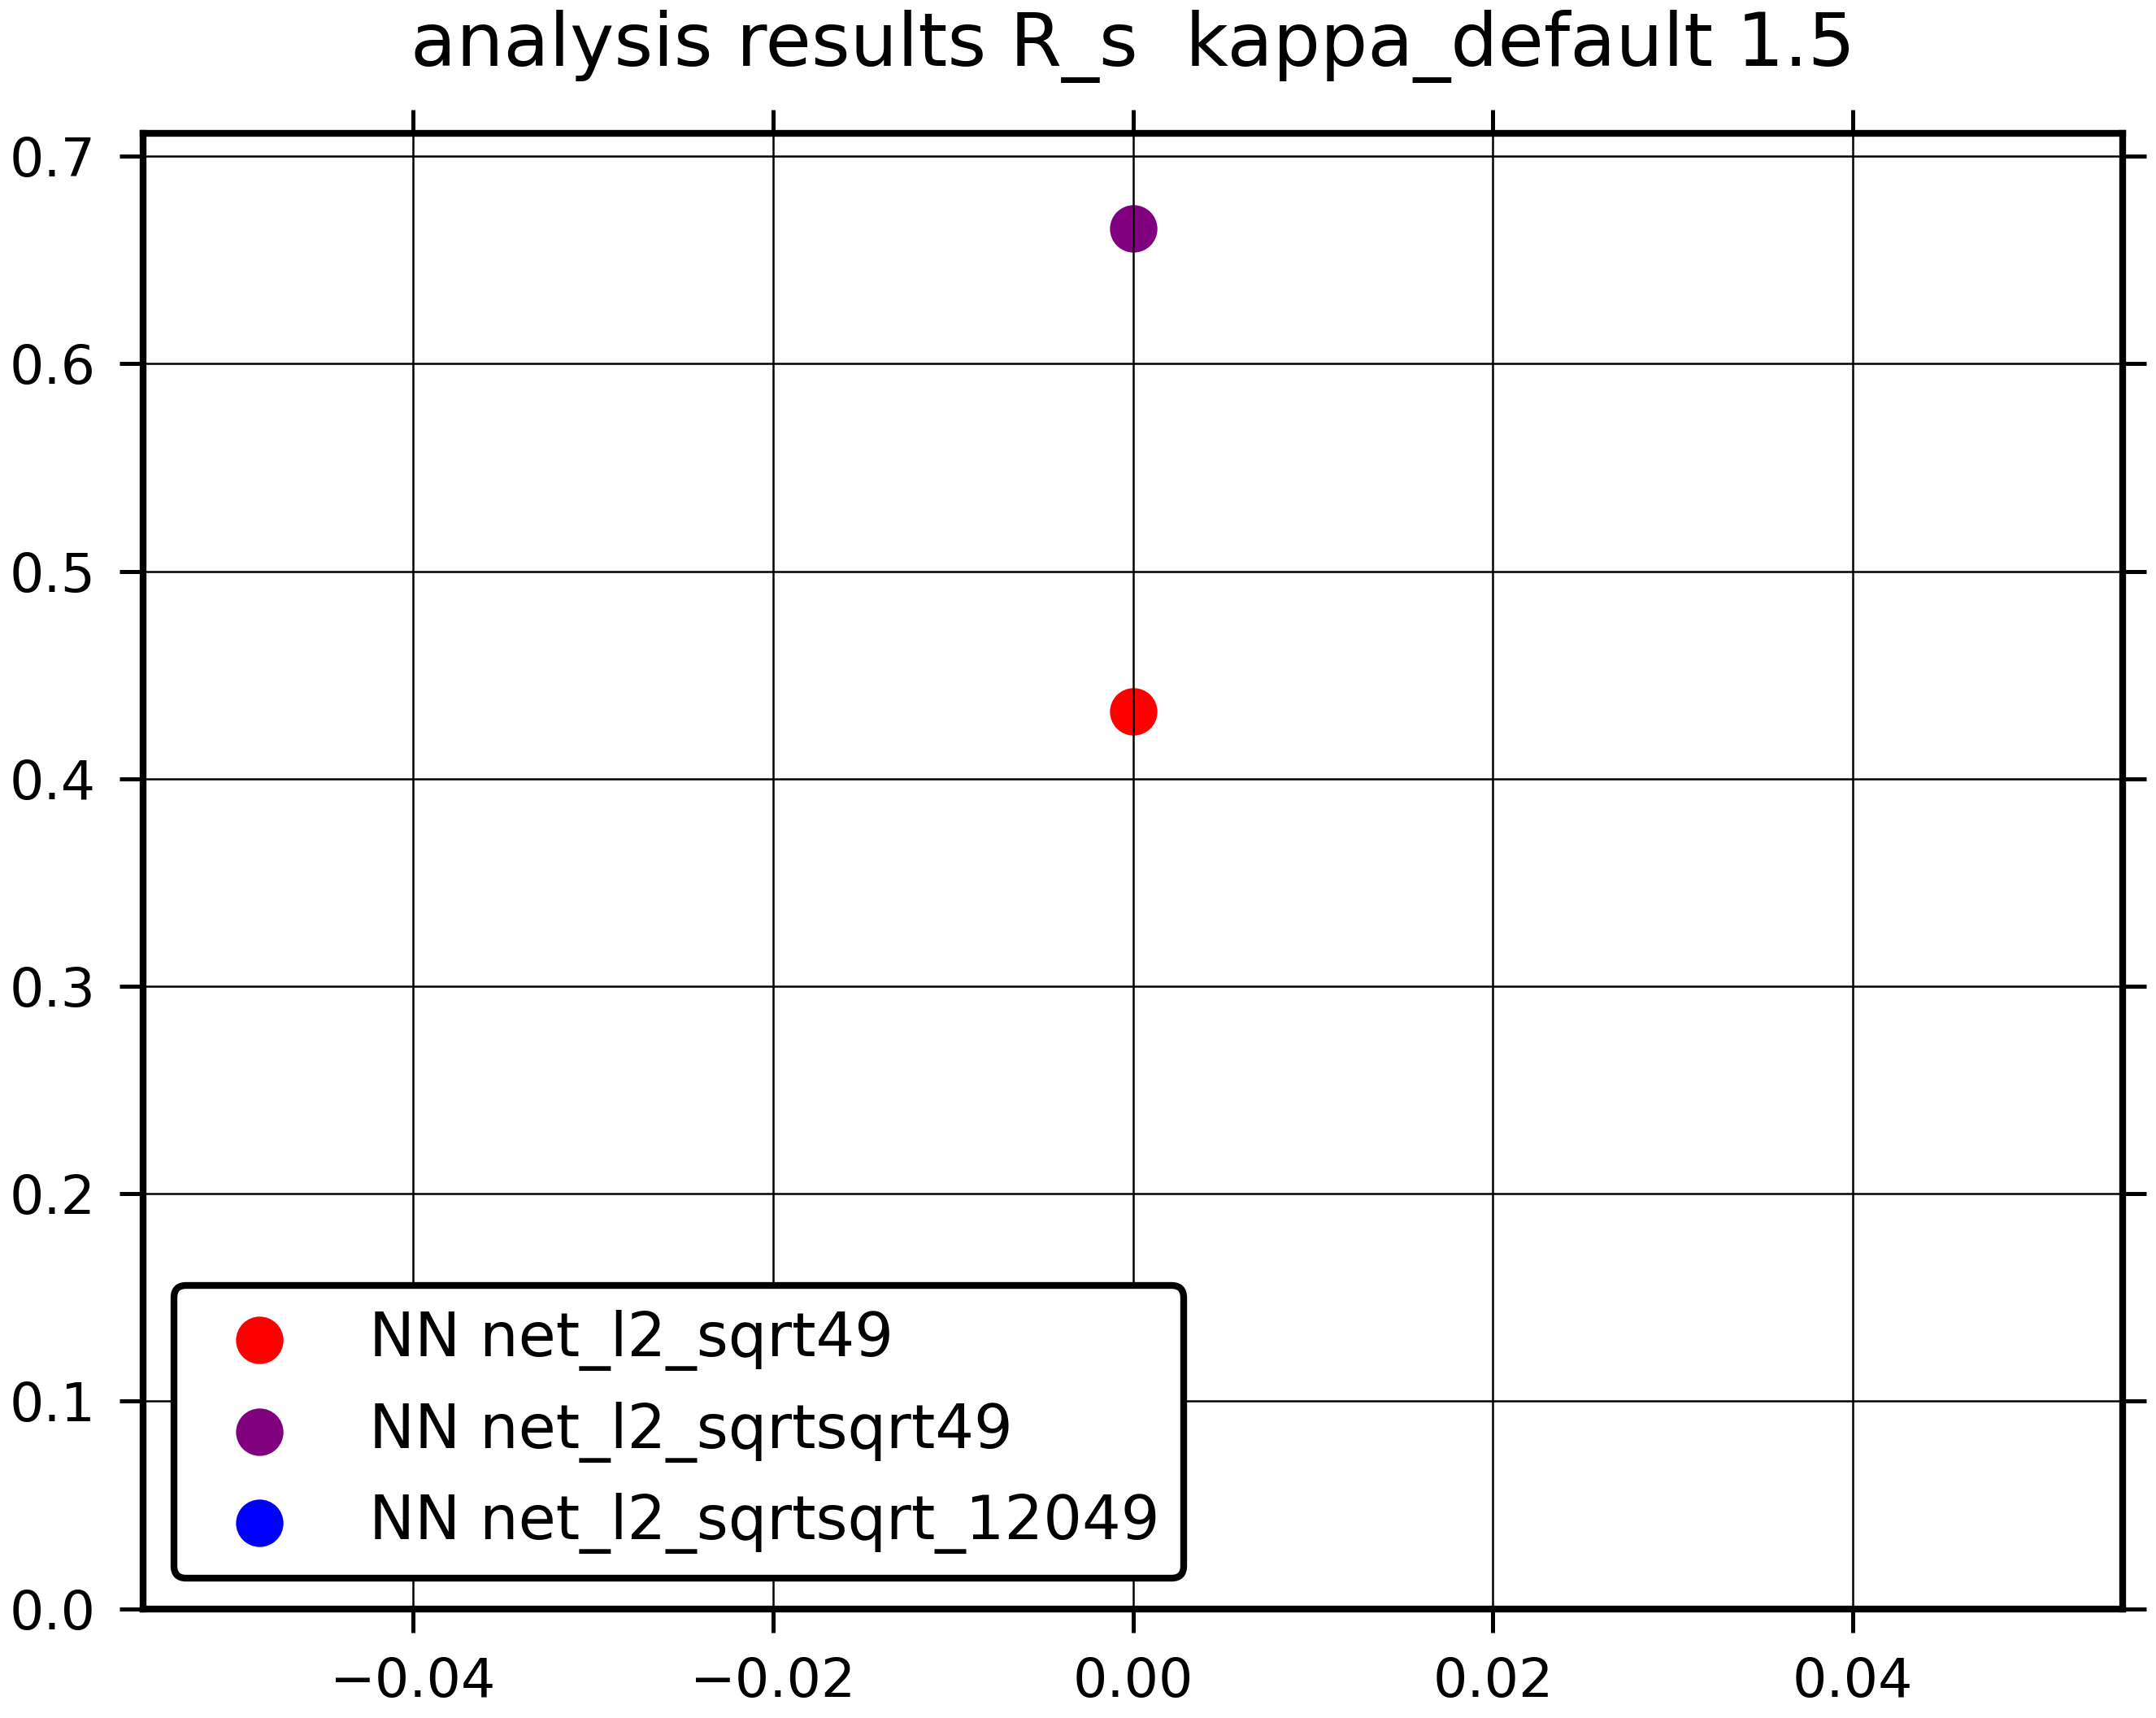 analysis results R_s  kappa_default 1.5
0.7
0.6
0.5
0.4
0.3
0.2
0.1
0.0
NN net_l2_sqrt49
NN net_l2_sqrtsqrt49
NN net_l2_sqrtsqrt_12049
−0.04 −0.02 0.00 0.02 0.04